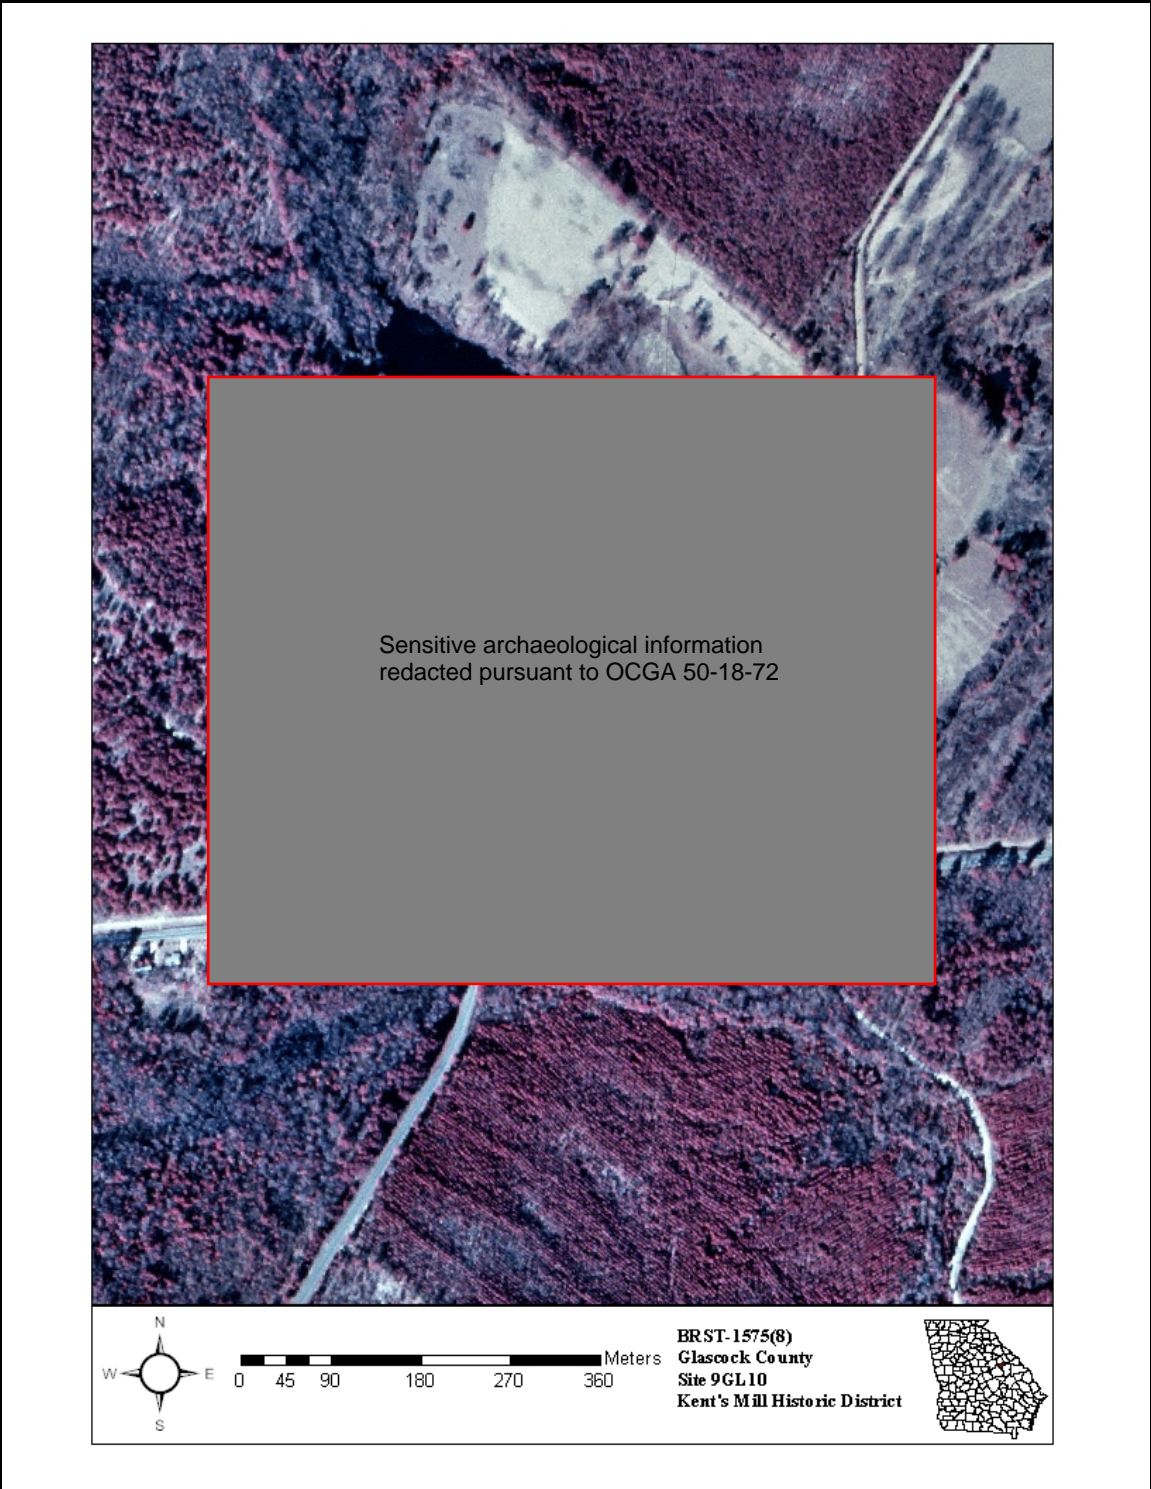 Sensitive archaeological information
redacted pursuant to OCGA 50-18-72
N
W E
S
Meters
0 45 90 180 270 360
BRST-1575(8)
Glascock County
Site 9GL10
Kent's Mill Historic District